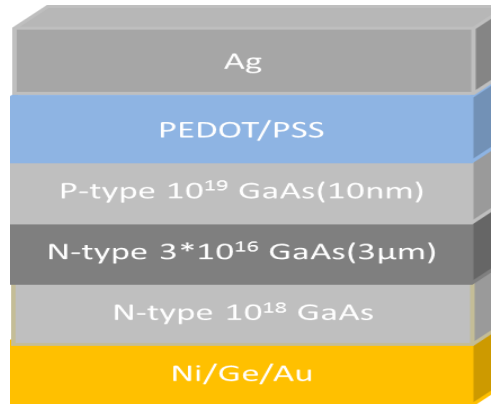 Ag
PEDOT/PSS
P-type 10¹⁹ GaAs(10nm)
N-type 3*10¹⁶ GaAs(3μm)
N-type 10¹⁸ GaAs
Ni/Ge/Au